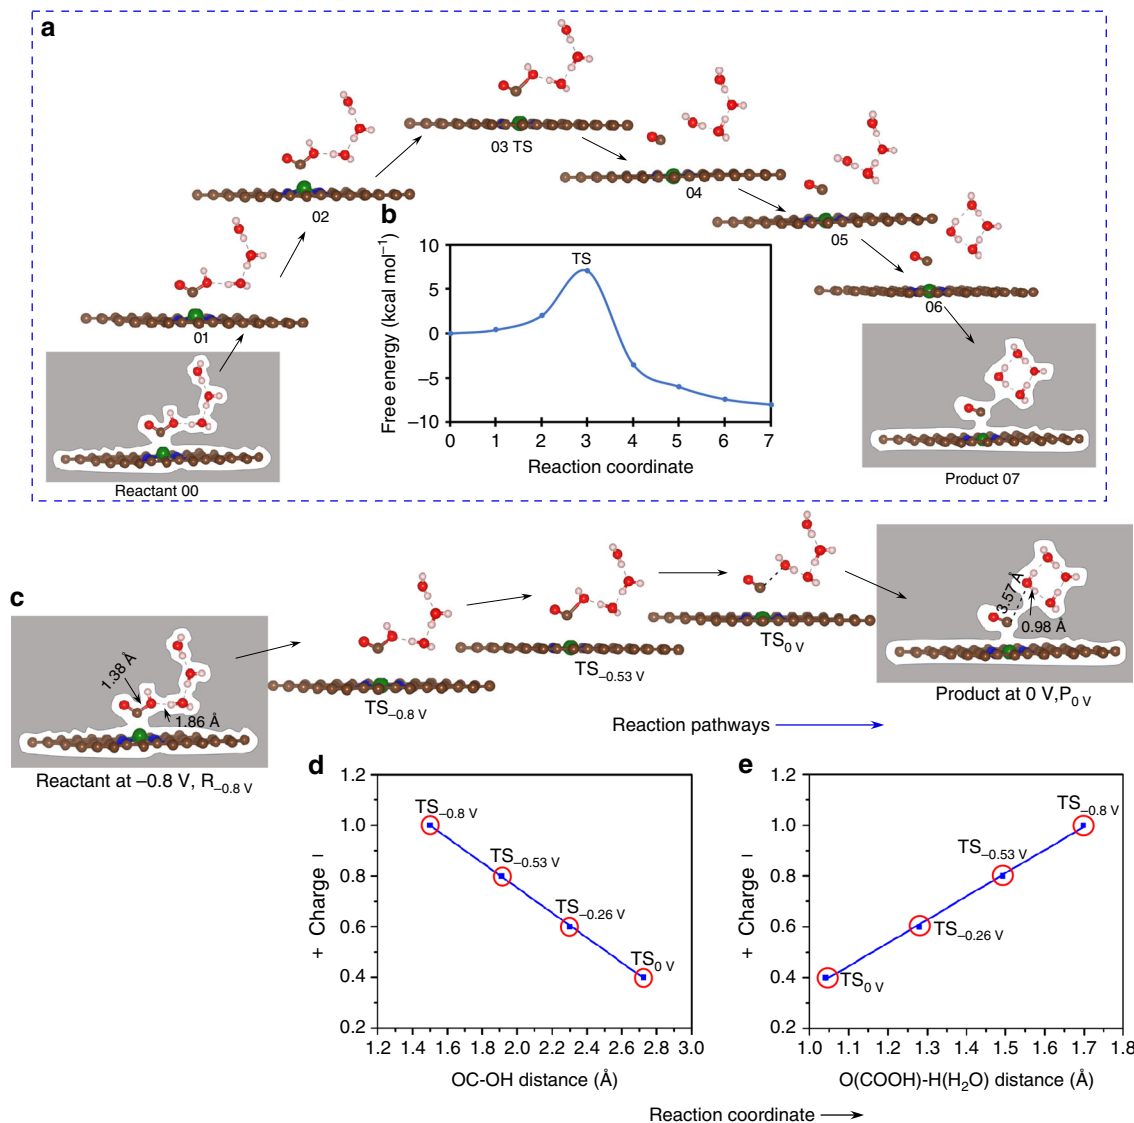 a
03 TS
02
04
05
01
06
Reactant 00
Product 07
b
Free energy (kcal mol⁻¹)
10
5
0
−5
−10
TS
0 1 2 3 4 5 6 7
Reaction coordinate
c
1.38 Å
1.86 Å
Reactant at −0.8 V, R₋₀.₈ V
TS₋₀.₈ V
TS₋₀.₅₃ V
TS₀ V
3.57 Å
0.98 Å
Product at 0 V,P₀ V
Reaction pathways
d
+ Charge −
1.2
1.0
0.8
0.6
0.4
0.2
TS₋₀.₈ V
TS₋₀.₅₃ V
TS₋₀.₂₆ V
TS₀ V
1.2 1.4 1.6 1.8 2.0 2.2 2.4 2.6 2.8 3.0
OC-OH distance (Å)
e
+ Charge −
1.2
1.0
0.8
0.6
0.4
0.2
TS₋₀.₈ V
TS₋₀.₅₃ V
TS₋₀.₂₆ V
TS₀ V
1.0 1.1 1.2 1.3 1.4 1.5 1.6 1.7 1.8
O(COOH)-H(H₂O) distance (Å)
Reaction coordinate